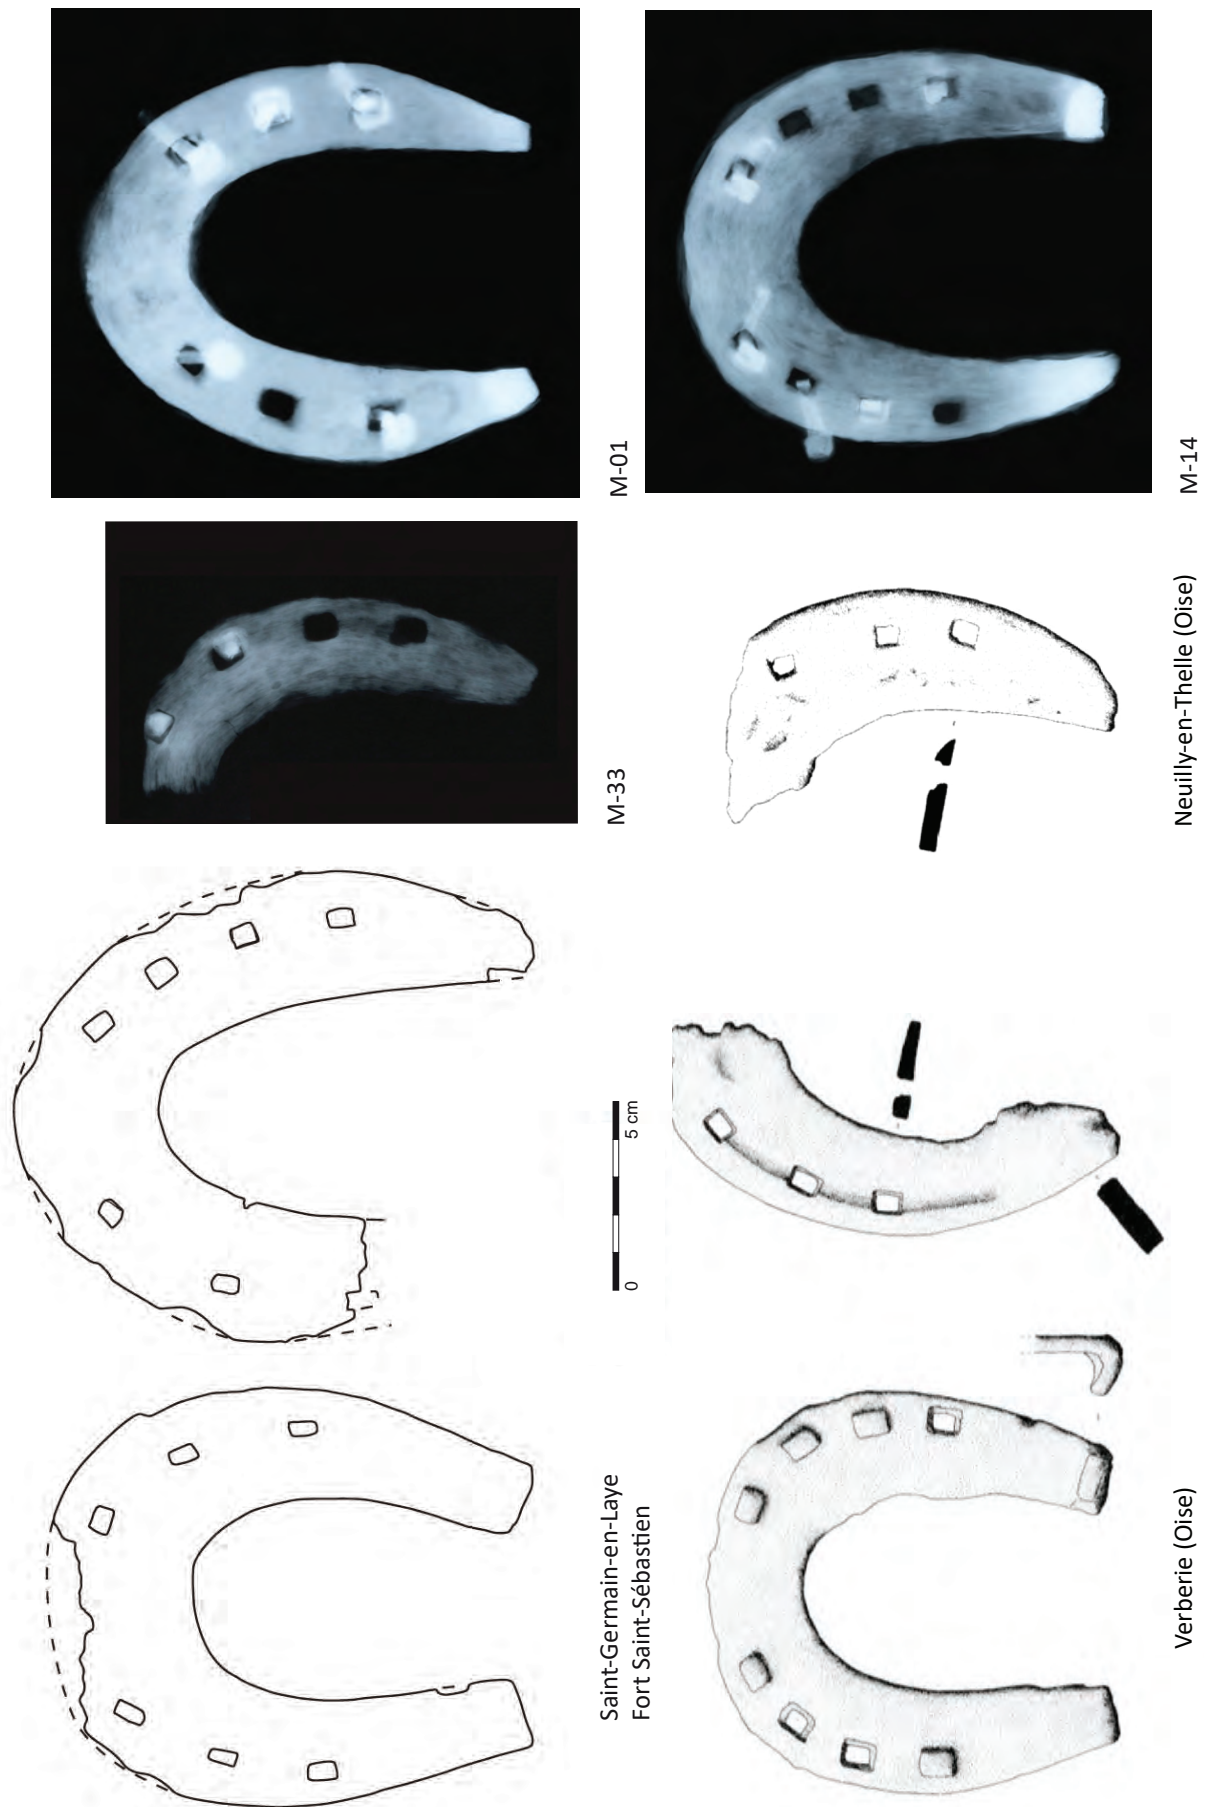 M-01
M-14
M-33
Neuilly-en-Thelle (Oise)
0
5 cm
Saint-Germain-en-Laye
Fort Saint-Sébastien
Verberie (Oise)